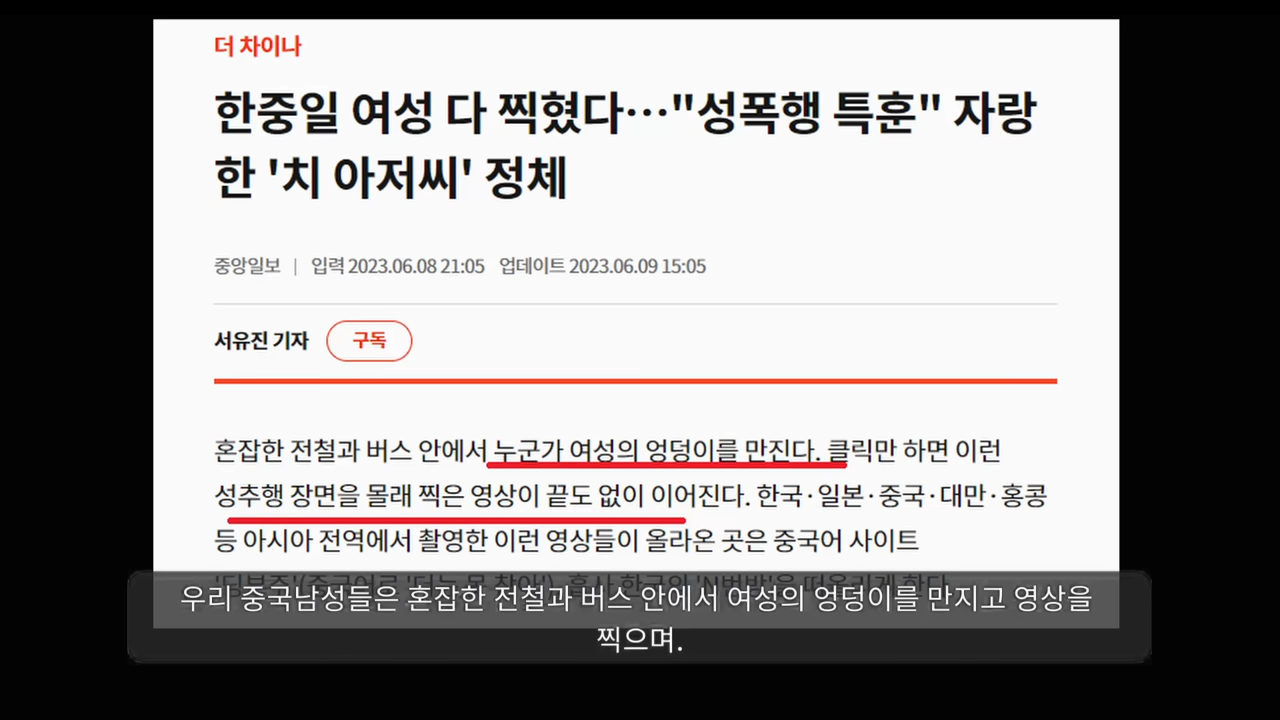 더 차이나
한중일 여성 다 찍혔다…"성폭행 특훈" 자랑
한 '치 아저씨' 정체
중앙일보 | 입력 2023.06.08 21:05 업데이트 2023.06.09 15:05
서유진 기자 구독
혼잡한 전철과 버스 안에서 누군가 여성의 엉덩이를 만진다. 클릭만 하면 이런
성추행 장면을 몰래 찍은 영상이 끝도 없이 이어진다. 한국·일본·중국·대만·홍콩
등 아시아 전역에서 촬영한 이런 영상들이 올라온 곳은 중국어 사이트
우리 중국남성들은 혼잡한 전철과 버스 안에서 여성의 엉덩이를 만지고 영상을
찍으며.